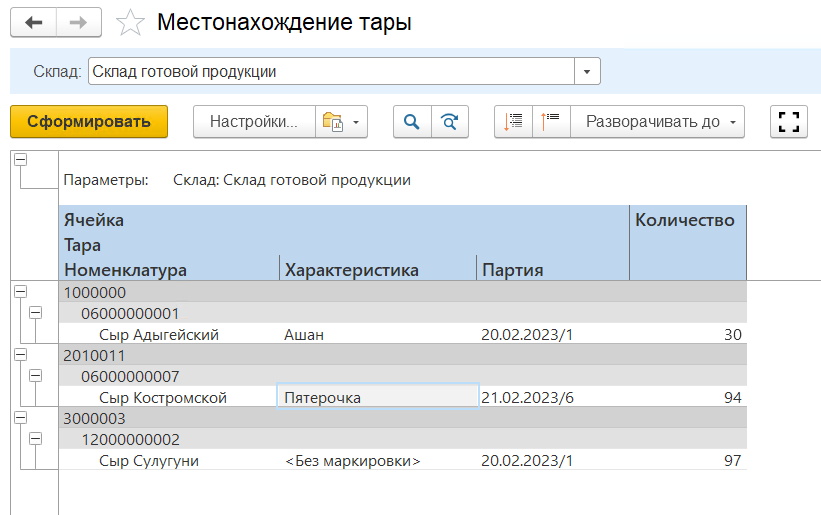 Местонахождение тары
Склад: Склад готовой продукции
Сформировать Настройки... Разворачивать до
Параметры: Склад: Склад готовой продукции
Ячейка Количество
Тара
Номенклатура Характеристика Партия
1000000
06000000001
Сыр Адыгейский Ашан 20.02.2023/1 30
2010011
06000000007
Сыр Костромской Пятерочка 21.02.2023/6 94
3000003
12000000002
Сыр Сулугуни <Без маркировки> 20.02.2023/1 97